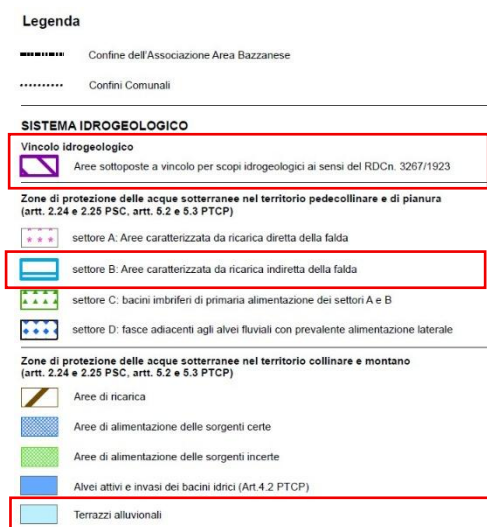 Legenda
Confine dell'Associazione Area Bazzanese
Confini Comunali
SISTEMA IDROGEOLOGICO
Vincolo idrogeologico
Aree sottoposte a vincolo per scopi idrogeologici ai sensi del RDCn. 3267/1923
Zone di protezione delle acque sotterranee nel territorio pedecollinare e di pianura
(artt. 2.24 e 2.25 PSC, artt. 5.2 e 5.3 PTCP)
settore A: Aree caratterizzata da ricarica diretta della falda
settore B: Aree caratterizzata da ricarica indiretta della falda
settore C: bacini imbriferi di primaria alimentazione dei settori A e B
settore D: fasce adiacenti agli alvei fluviali con prevalente alimentazione laterale
Zone di protezione delle acque sotterranee nel territorio collinare e montano
(artt. 2.24 e 2.25 PSC, artt. 5.2 e 5.3 PTCP)
Aree di ricarica
Aree di alimentazione delle sorgenti certe
Aree di alimentazione delle sorgenti incerte
Alvei attivi e invasi dei bacini idrici (Art.4.2 PTCP)
Terrazzi alluvionali